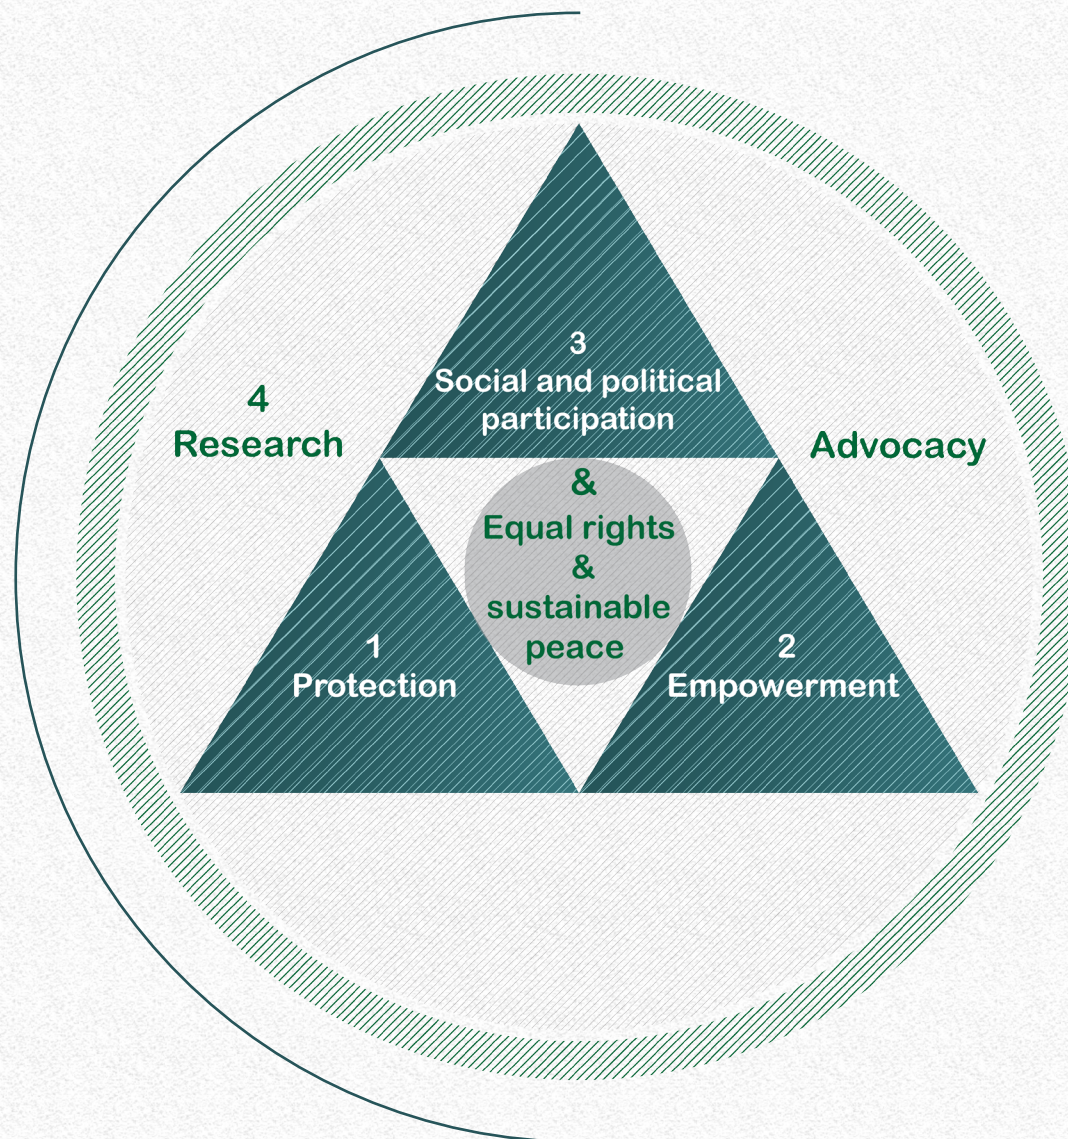 3
Social and political
participation
4
Research
Advocacy
&
Equal rights
&
sustainable
peace
1
Protection
2
Empowerment